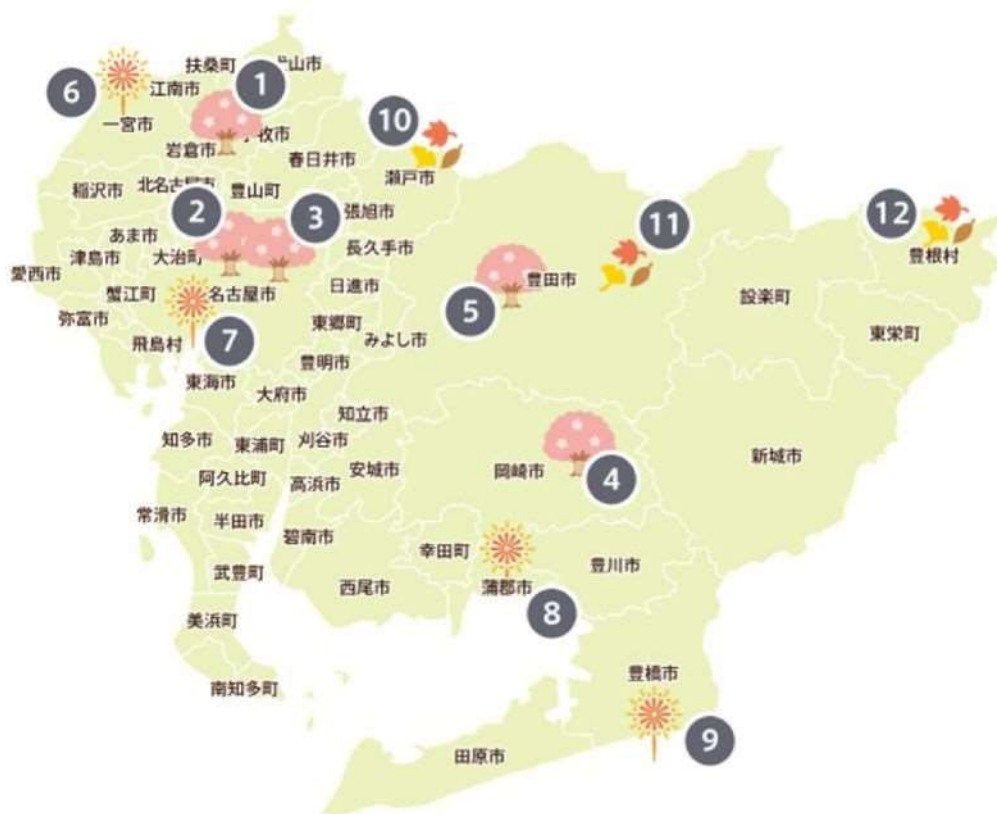 扶桑町
山市
1
6
江南市
一宮市
牧市
10
岩倉市
春日井市
瀬戸市
稲沢市
北名古屋市
豊山町
2
3
尾張旭市
11
12
あま市
長久手市
豊根村
津島市
大治町
愛西市
豊田市
日進市
設楽町
蟹江町
名古屋市
5
弥富市
東郷町
東栄町
飛島村
7
みよし市
豊明市
東海市
大府市
知立市
知多市
東浦町
刈谷市
新城市
安城市
岡崎市
4
阿久比町
高浜市
常滑市
半田市
碧南市
幸田町
豊川市
武豊町
西尾市
蒲郡市
8
美浜町
豊橋市
南知多町
9
田原市